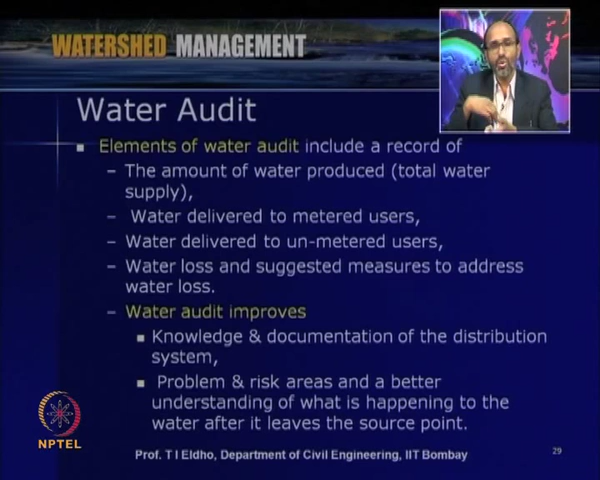 WATERSHED MANAGEMENT
Water Audit
Elements of water audit include a record of
– The amount of water produced (total water
supply),
– Water delivered to metered users,
– Water delivered to un-metered users,
– Water loss and suggested measures to address
water loss.
– Water audit improves
Knowledge & documentation of the distribution
system,
Problem & risk areas and a better
understanding of what is happening to the
water after it leaves the source point.
NPTEL
Prof. T I Eldho, Department of Civil Engineering, IIT Bombay
29